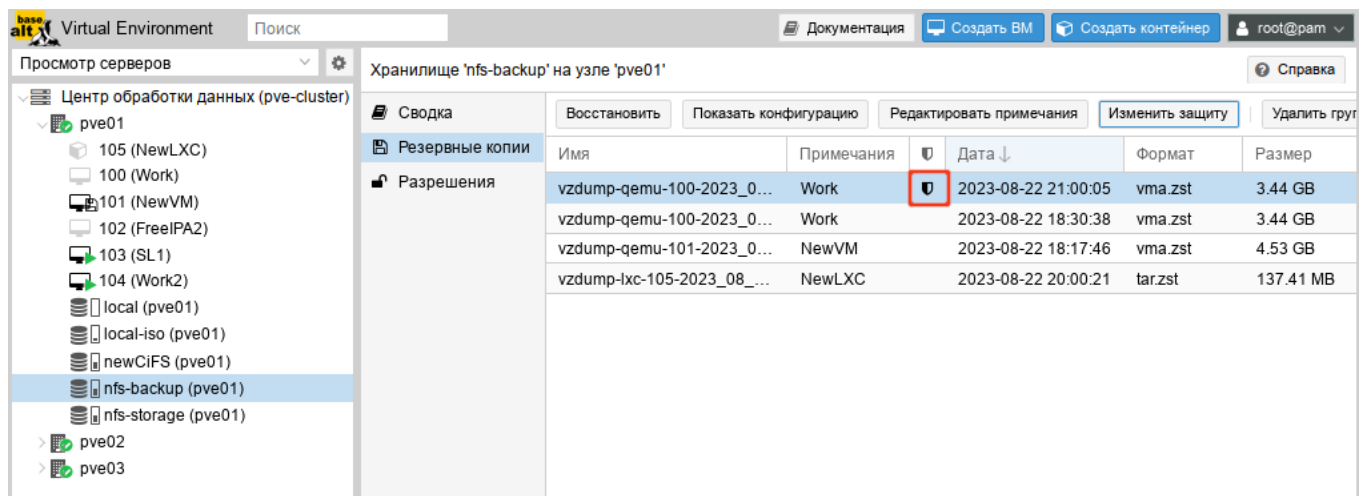 base
alt Virtual Environment Поиск Документация Создать ВМ Создать контейнер root@pam
Просмотр серверов
Хранилище 'nfs-backup' на узле 'pve01' Справка
Центр обработки данных (pve-cluster)
pve01
105 (NewLXC)
100 (Work)
101 (NewVM)
102 (FreeIPA2)
103 (SL1)
104 (Work2)
local (pve01)
local-iso (pve01)
newCiFS (pve01)
nfs-backup (pve01)
nfs-storage (pve01)
pve02
pve03
Сводка
Резервные копии
Разрешения
Восстановить Показать конфигурацию Редактировать примечания Изменить защиту Удалить груп
Имя Примечания Дата ↓ Формат Размер
vzdump-qemu-100-2023_0... Work 2023-08-22 21:00:05 vma.zst 3.44 GB
vzdump-qemu-100-2023_0... Work 2023-08-22 18:30:38 vma.zst 3.44 GB
vzdump-qemu-101-2023_0... NewVM 2023-08-22 18:17:46 vma.zst 4.53 GB
vzdump-lxc-105-2023_08_... NewLXC 2023-08-22 20:00:21 tar.zst 137.41 MB